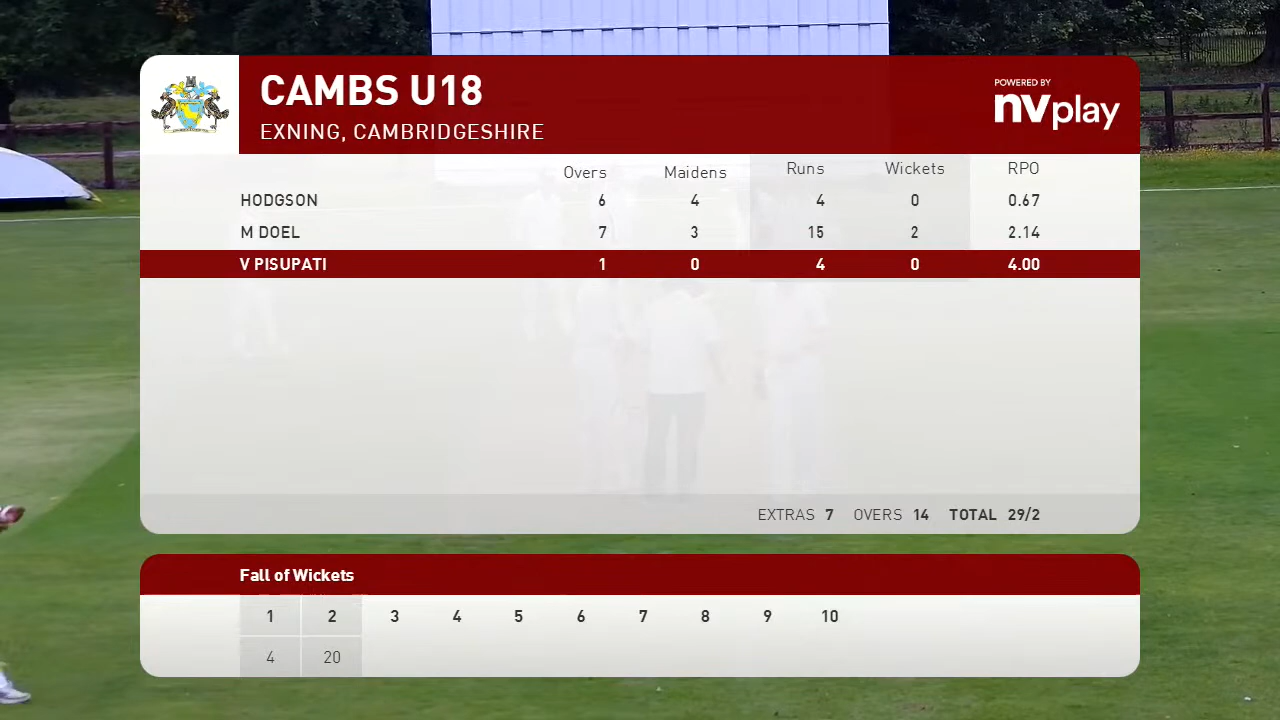 CAMBS U18
EXNING, CAMBRIDGESHIRE
POWERED BY
nvplay
Overs Maidens Runs Wickets RPO
HODGSON 6 4 4 0 0.67
M DOEL 7 3 15 2 2.14
V PISUPATI 1 0 4 0 4.00
EXTRAS 7 OVERS 14 TOTAL 29/2
Fall of Wickets
1 2 3 4 5 6 7 8 9 10
4 20